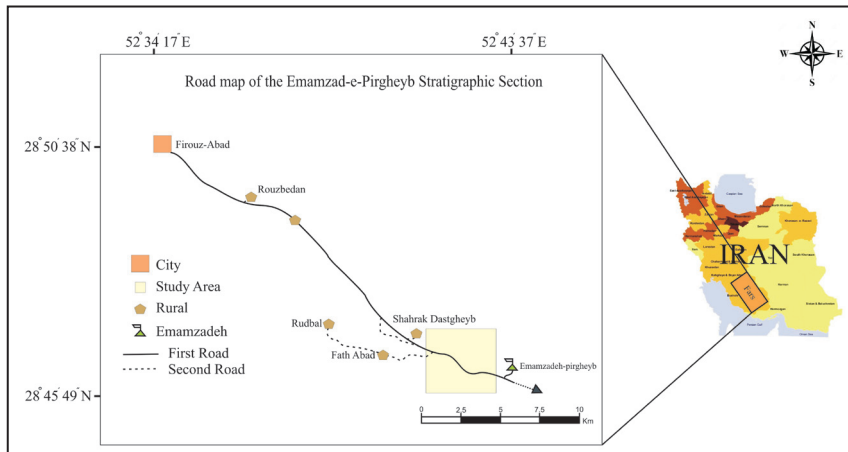 52° 34' 17" E
52° 43' 37" E
N
W
E
S
Road map of the Emamzad-e-Pirgheyb Stratigraphic Section
28° 50' 38" N
Firouz-Abad
Rouzbedan
IRAN
Fars
City
Study Area
Rural
Emamzadeh
First Road
Second Road
Rudbal
Shahrak Dastgheyb
Fath Abad
Emamzadeh-pirgheyb
28° 45' 49" N
0
2,5
5
7,5
10
Km